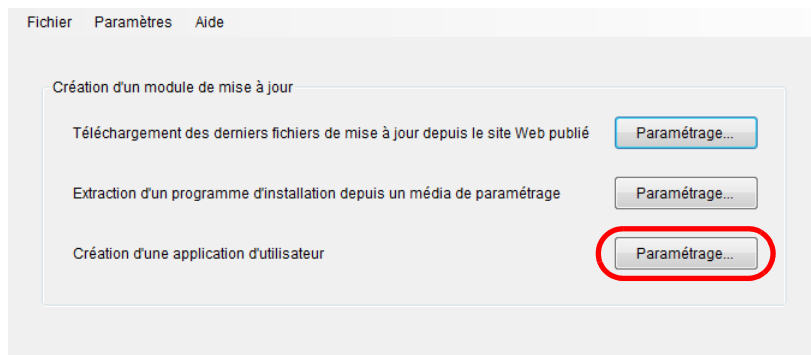 Fichier Paramètres Aide
Création d'un module de mise à jour
Téléchargement des derniers fichiers de mise à jour depuis le site Web publié Paramétrage...
Extraction d'un programme d'installation depuis un média de paramétrage Paramétrage...
Création d'une application d'utilisateur Paramétrage...